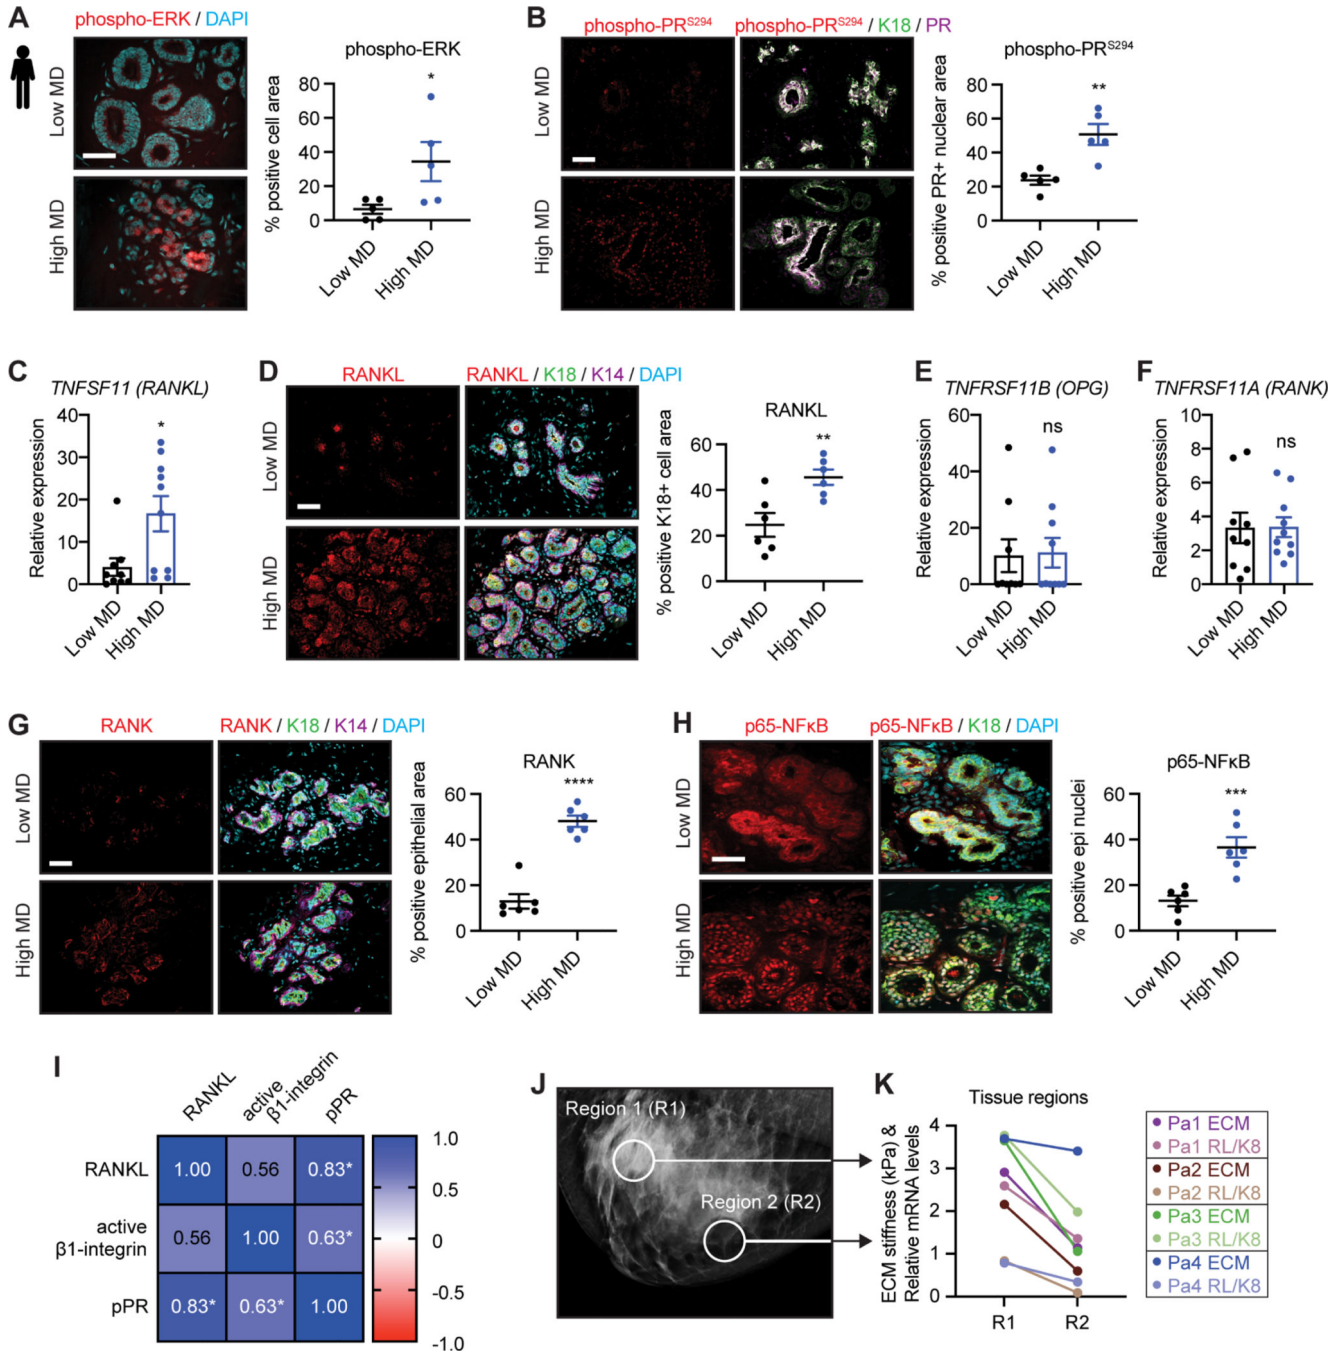 A
phospho-ERK / DAPI
Low MD
High MD
phospho-ERK
*
% positive cell area
80
60
40
20
0
Low MD
High MD
B
phospho-PRS294
phospho-PRS294 / K18 / PR
Low MD
High MD
phospho-PRS294
**
% positive PR+ nuclear area
80
60
40
20
0
Low MD
High MD
C
TNFSF11 (RANKL)
*
Relative expression
40
30
20
10
0
Low MD
High MD
D
RANKL
RANKL / K18 / K14 / DAPI
Low MD
High MD
RANKL
**
% positive K18+ cell area
60
40
20
0
Low MD
High MD
E
TNFRSF11B (OPG)
ns
Relative expression
60
40
20
0
Low MD
High MD
F
TNFRSF11A (RANK)
ns
Relative expression
8
6
4
2
0
Low MD
High MD
G
RANK
RANK / K18 / K14 / DAPI
Low MD
High MD
RANK
****
% positive epithelial area
60
40
20
0
Low MD
High MD
H
p65-NFκB
p65-NFκB / K18 / DAPI
Low MD
High MD
p65-NFκB
***
% positive epi nuclei
60
40
20
0
Low MD
High MD
I
RANKL
active
β1-integrin
pPR
RANKL
1.00
0.56
0.83*
active
β1-integrin
0.56
1.00
0.63*
pPR
0.83*
0.63*
1.00
1.0
0.5
0
-0.5
-1.0
J
Region 1 (R1)
Region 2 (R2)
K
Tissue regions
ECM stiffness (kPa) &
Relative mRNA levels
4
3
2
1
0
R1
R2
Pa1 ECM
Pa1 RL/K8
Pa2 ECM
Pa2 RL/K8
Pa3 ECM
Pa3 RL/K8
Pa4 ECM
Pa4 RL/K8